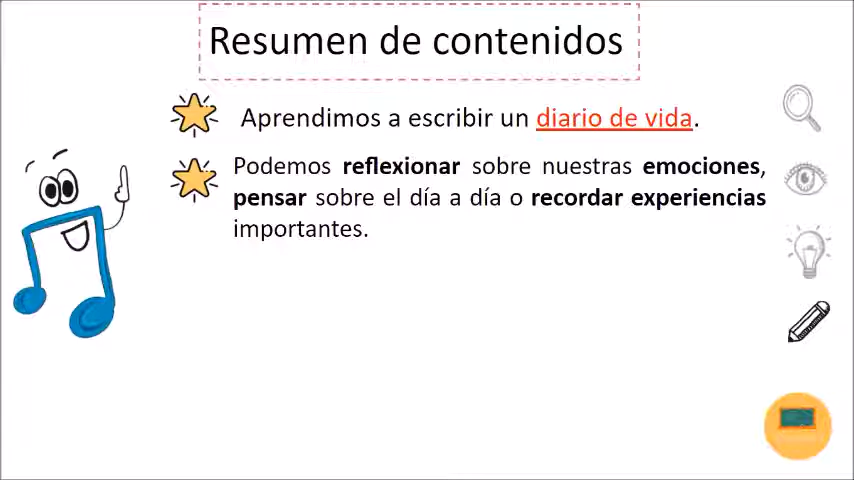 Resumen de contenidos
Aprendimos a escribir un diario de vida.
Podemos reflexionar sobre nuestras emociones,
pensar sobre el día a día o recordar experiencias
importantes.